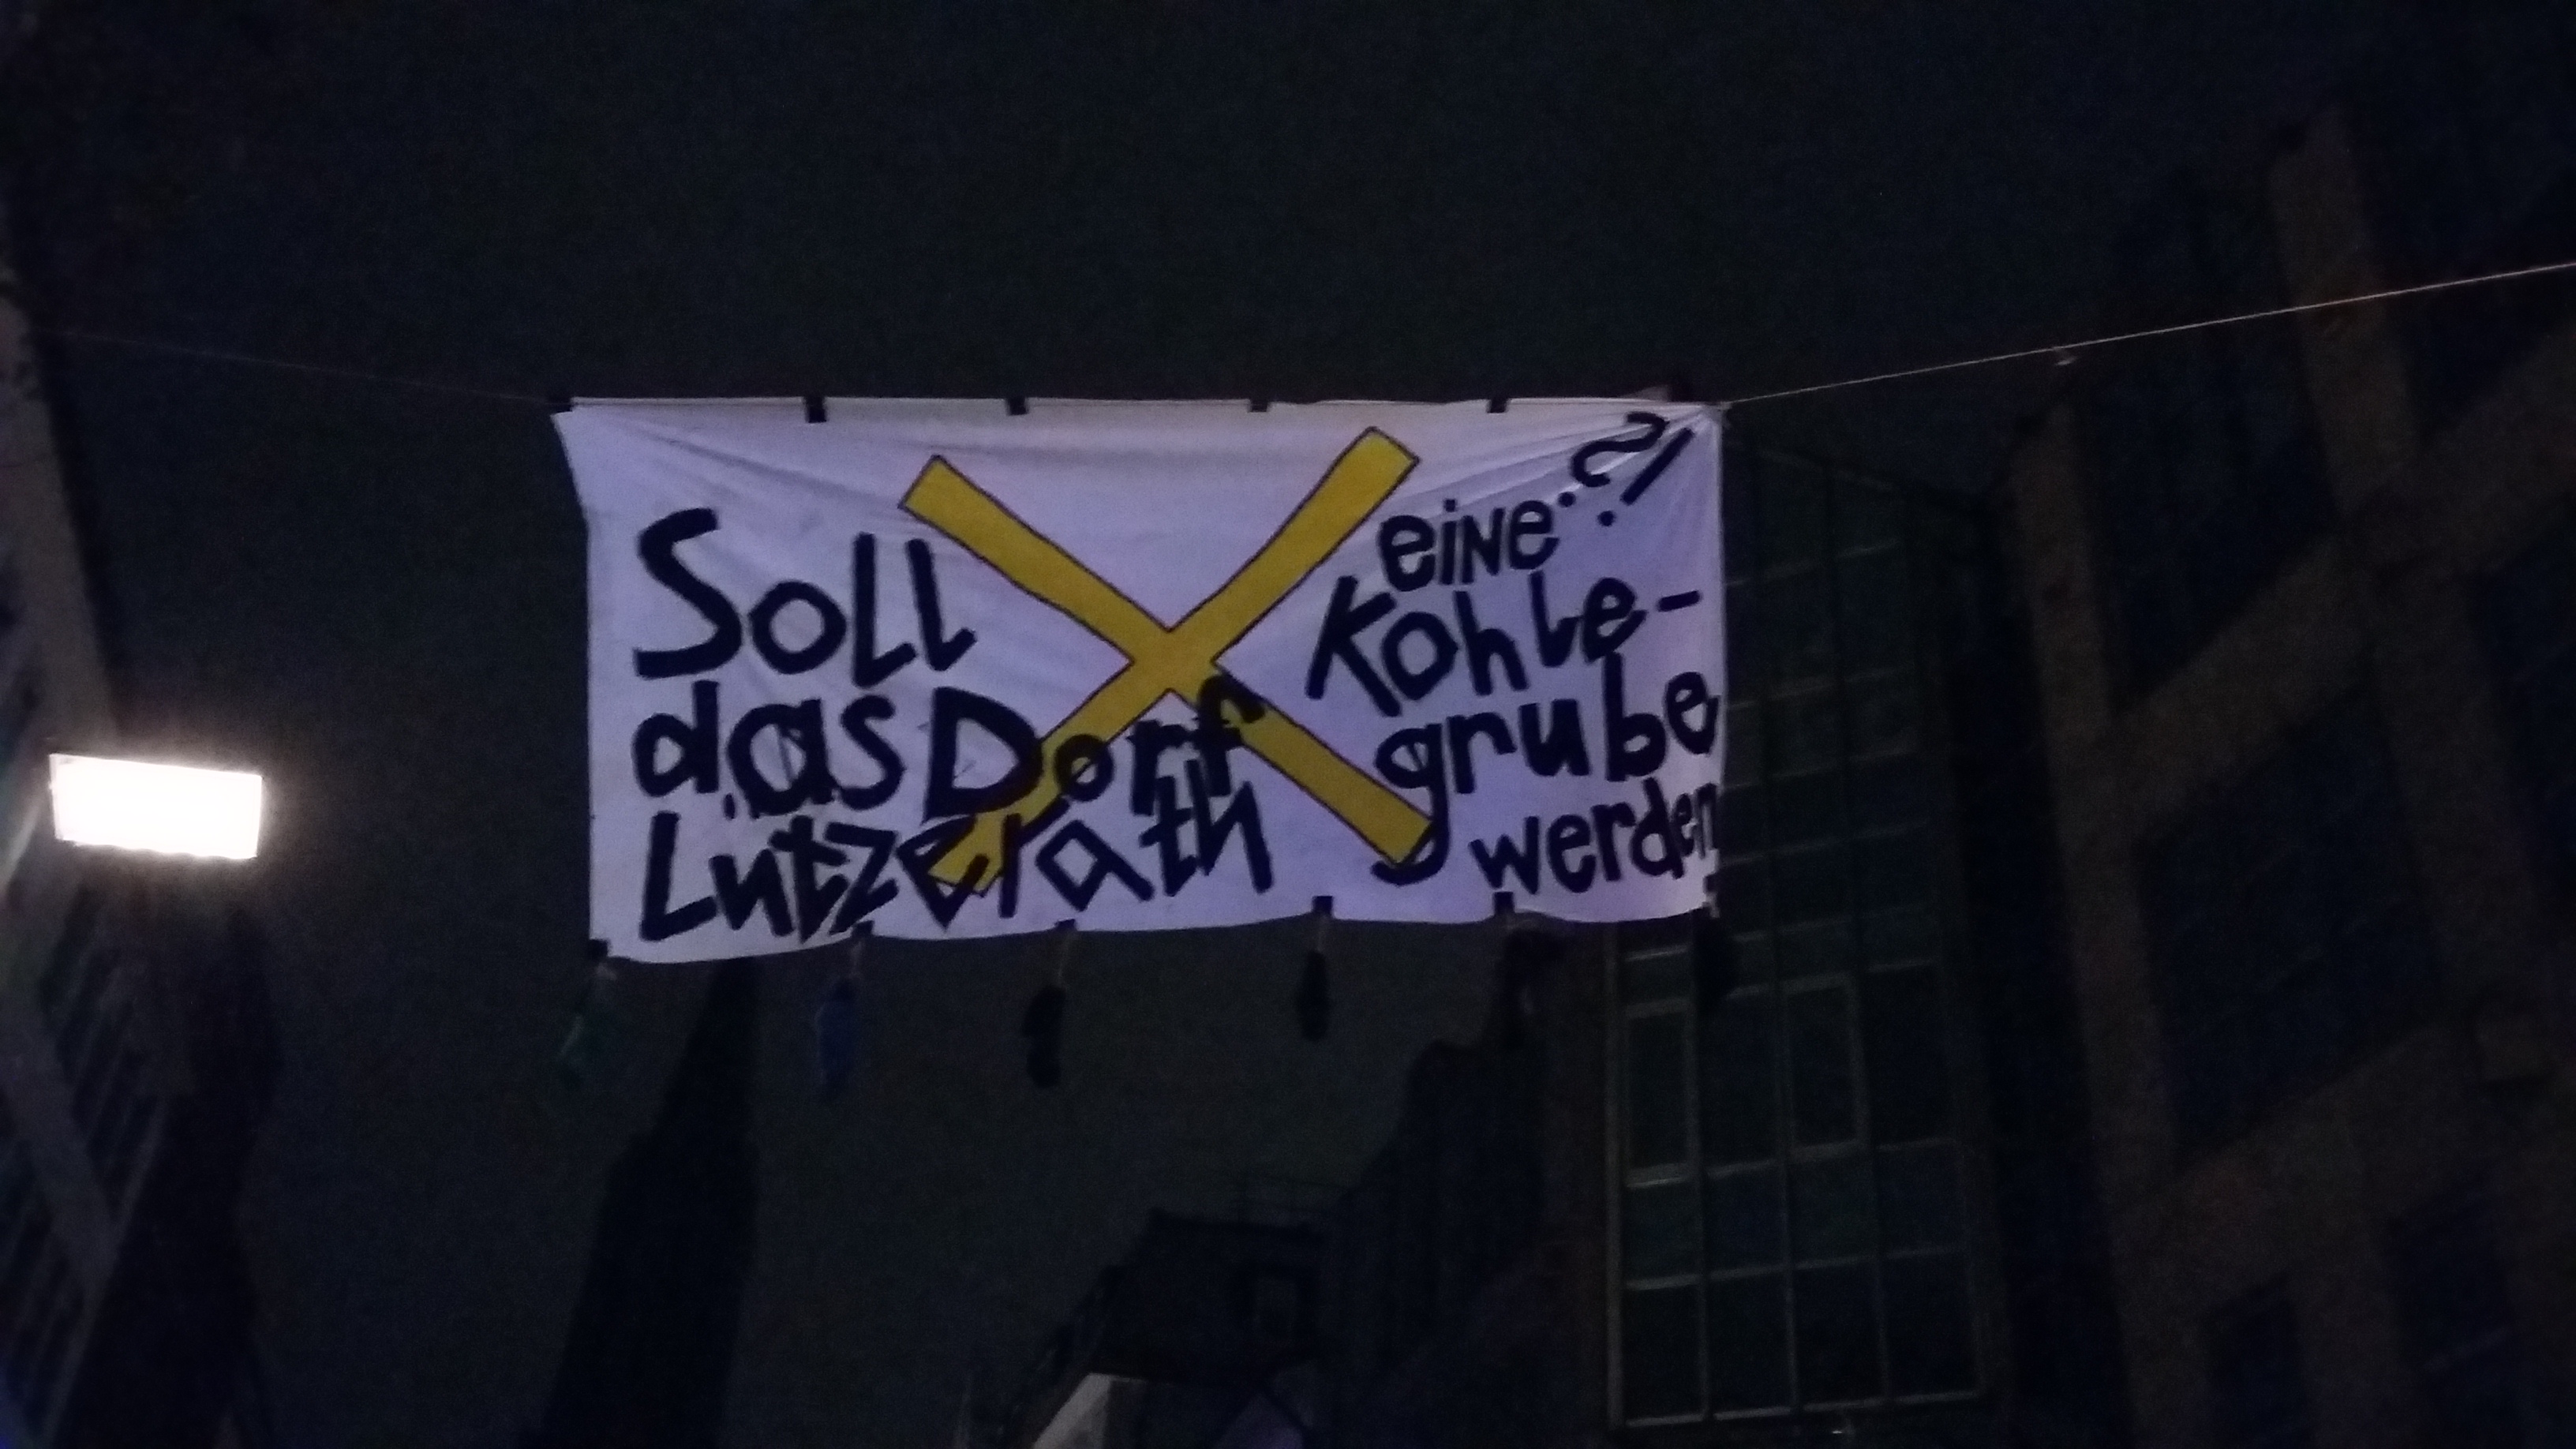 Soll
das Dorf
Lützerath
eine
Kohle-
grube
werden
?!